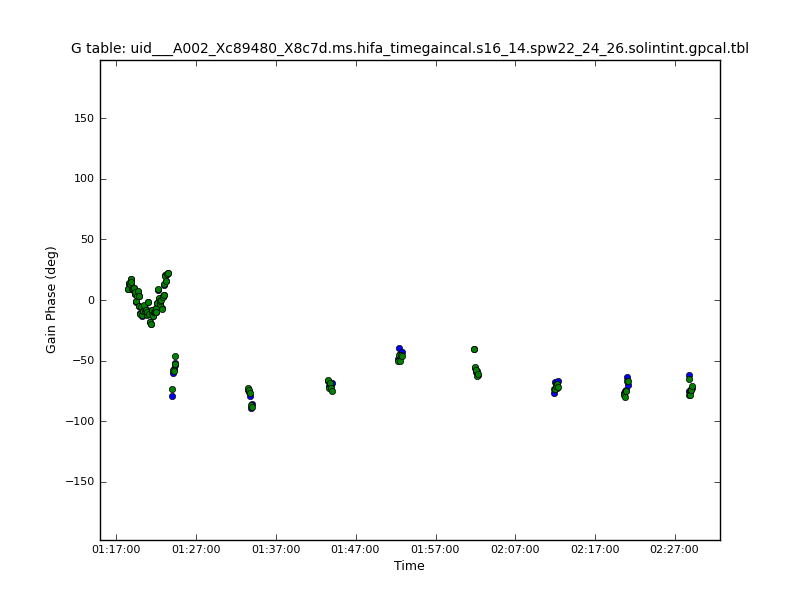 G table: uid___A002_Xc89480_X8c7d.ms.hifa_timegaincal.s16_14.spw22_24_26.solintint.gpcal.tbl
Gain Phase (deg)
150
100
50
0
−50
−100
−150
01:17:00 01:27:00 01:37:00 01:47:00 01:57:00 02:07:00 02:17:00 02:27:00
Time